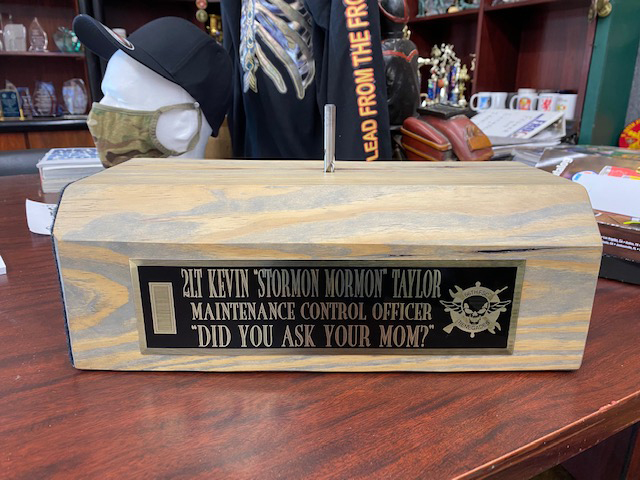 LEAD FROM THE FRO
2LT KEVIN "STORMON MORMON" TAYLOR
MAINTENANCE CONTROL OFFICER
"DID YOU ASK YOUR MOM?"